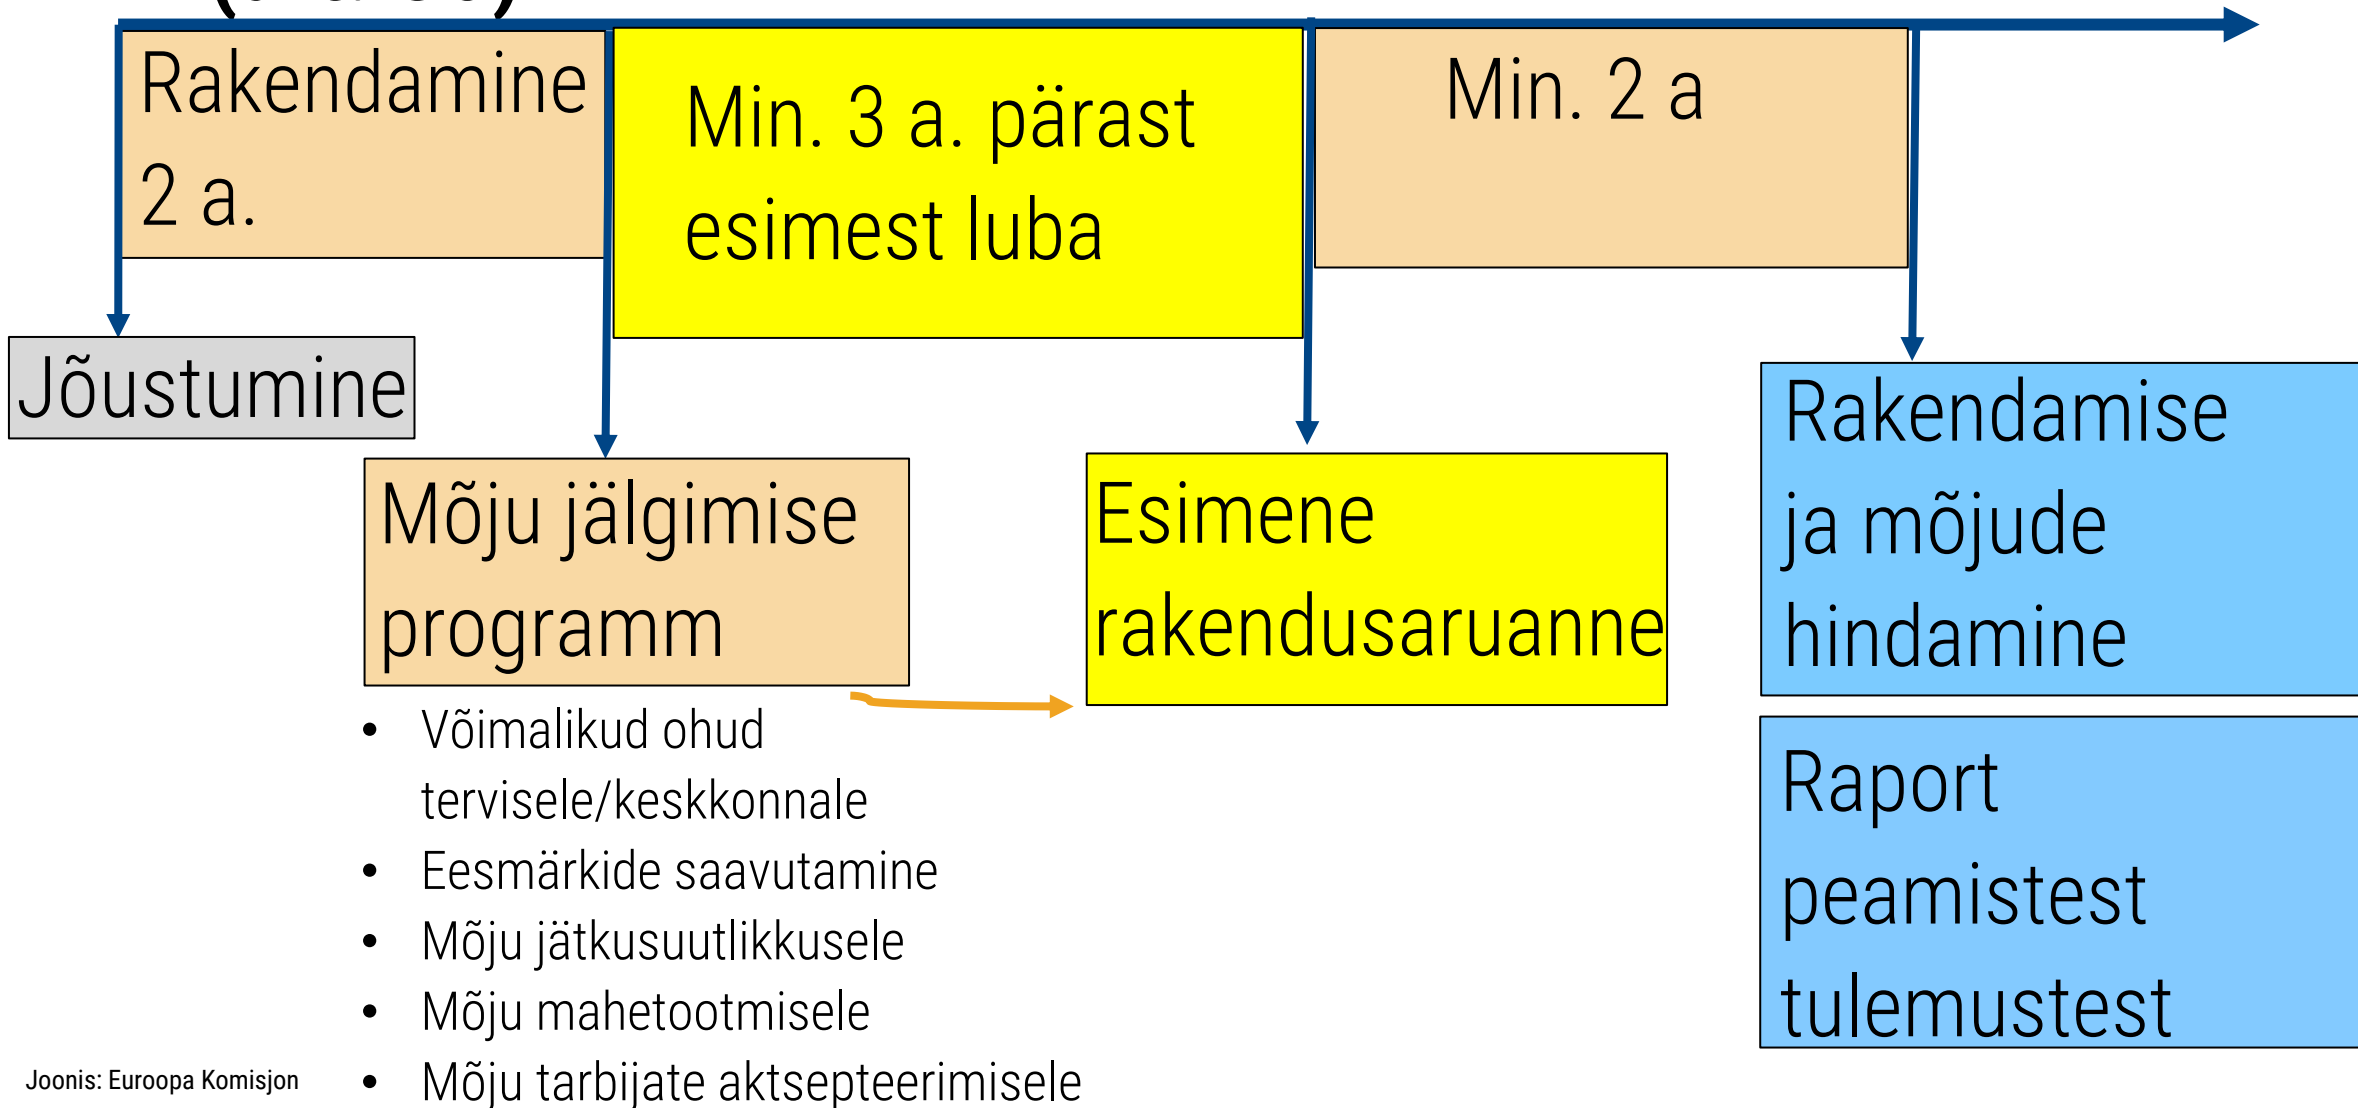 Rakendamine
2 a.
Min. 3 a. pärast
esimest luba
Min. 2 a
Jõustumine
Mõju jälgimise
programm
Esimene
rakendusaruanne
Rakendamise
ja mõjude
hindamine
Raport
peamistest
tulemustest
• Võimalikud ohud
tervisele/keskkonnale
• Eesmärkide saavutamine
• Mõju jätkusuutlikkusele
• Mõju mahetootmisele
• Mõju tarbijate aktsepteerimisele
Joonis: Euroopa Komisjon